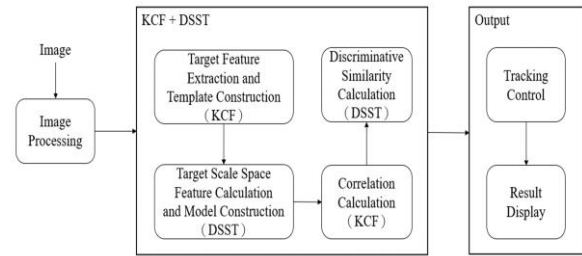 Image
Image
Processing
KCF + DSST
Target Feature
Extraction and
Template Construction
（KCF）
Target Scale Space
Feature Calculation
and Model Construction
（DSST）
Discriminative
Similarity
Calculation
（DSST）
Correlation
Calculation
（KCF）
Output
Tracking
Control
Result
Display